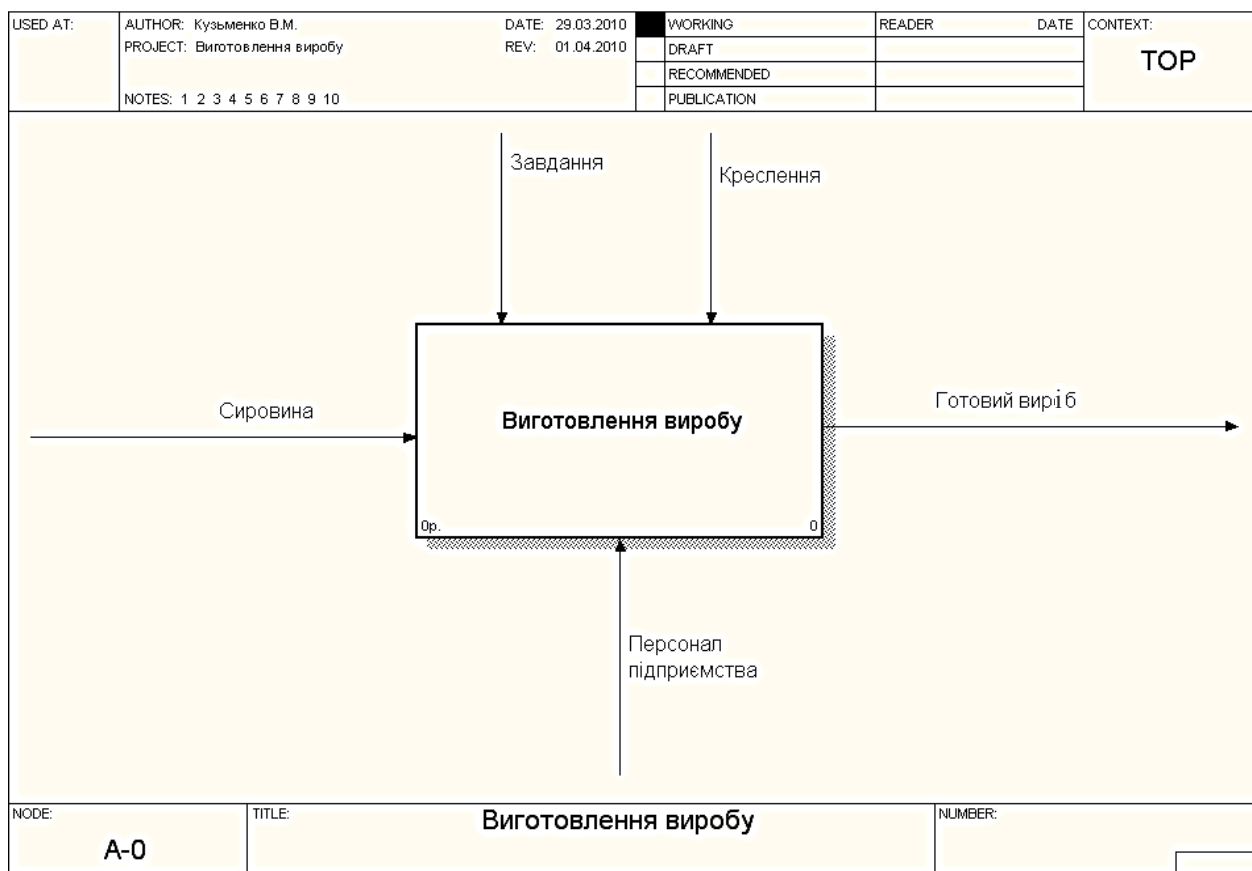 USED AT:
AUTHOR: Кузьменко В.М.
DATE: 29.03.2010
PROJECT: Виготовлення виробу
REV: 01.04.2010
NOTES: 1 2 3 4 5 6 7 8 9 10
WORKING
DRAFT
RECOMMENDED
PUBLICATION
READER DATE
CONTEXT:
TOP
Завдання
Креслення
Сировина
Виготовлення виробу
0р. 0
Готовий виріб
Персонал
підприємства
NODE:
A-0
TITLE:
Виготовлення виробу
NUMBER: